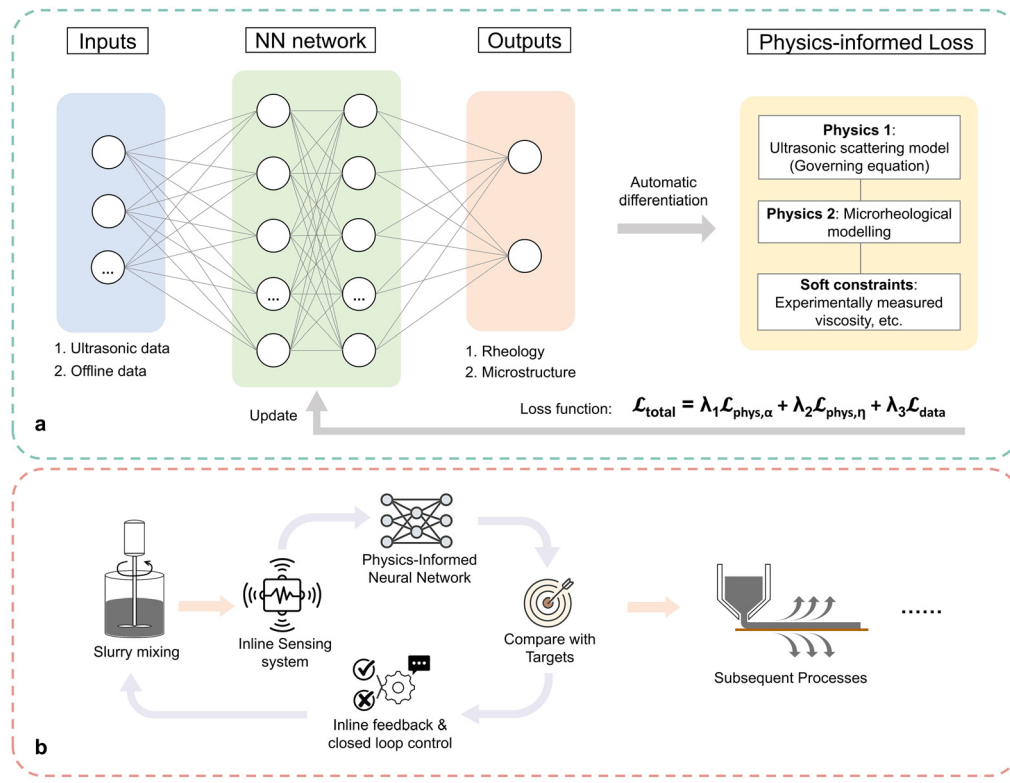 Inputs
NN network
Outputs
Physics-informed Loss
...
...
...
1. Ultrasonic data
2. Offline data
1. Rheology
2. Microstructure
Automatic
differentiation
Physics 1:
Ultrasonic scattering model
(Governing equation)
Physics 2: Microrheological
modelling
Soft constraints:
Experimentally measured
viscosity, etc.
Update
Loss function: ℒtotal = λ1ℒphys,α + λ2ℒphys,η + λ3ℒdata
a
Slurry mixing
Inline Sensing
system
Physics-Informed
Neural Network
Compare with
Targets
Inline feedback &
closed loop control
Subsequent Processes
......
b